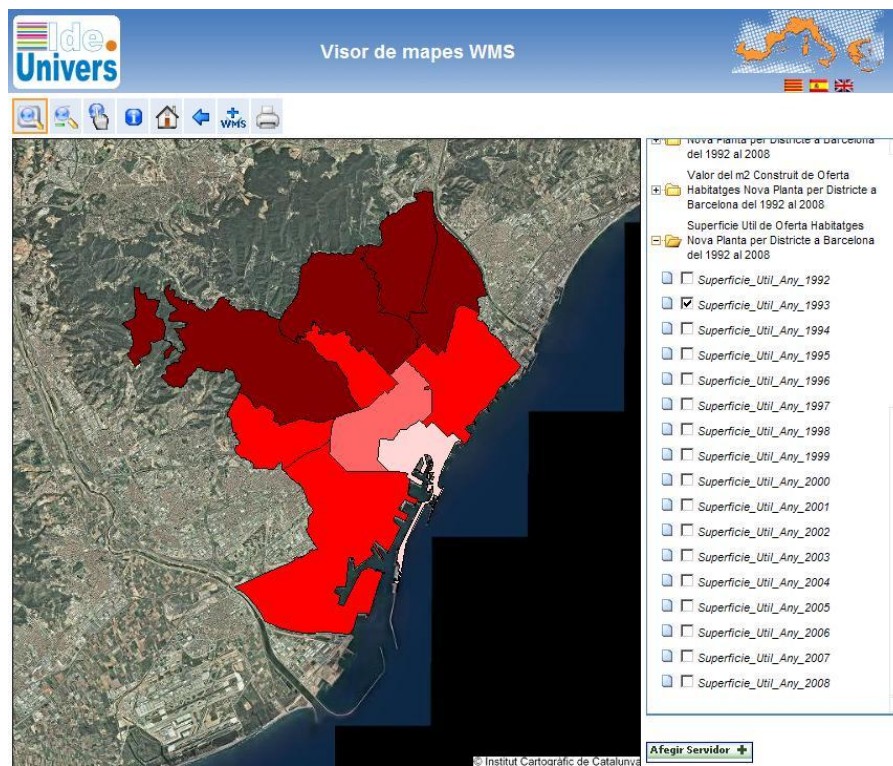 Ide.
Univers
Visor de mapes WMS
WMS
Nova Planta per Districte a Barcelona
del 1992 al 2008
Valor del m2 Construit de Oferta
Habitatges Nova Planta per Districte a
Barcelona del 1992 al 2008
Superficie Util de Oferta Habitatges
Nova Planta per Districte a Barcelona
del 1992 al 2008
Superficie_Util_Any_1992
Superficie_Util_Any_1993
Superficie_Util_Any_1994
Superficie_Util_Any_1995
Superficie_Util_Any_1996
Superficie_Util_Any_1997
Superficie_Util_Any_1998
Superficie_Util_Any_1999
Superficie_Util_Any_2000
Superficie_Util_Any_2001
Superficie_Util_Any_2002
Superficie_Util_Any_2003
Superficie_Util_Any_2004
Superficie_Util_Any_2005
Superficie_Util_Any_2006
Superficie_Util_Any_2007
Superficie_Util_Any_2008
Afegir Servidor
© Institut Cartogràfic de Catalunya